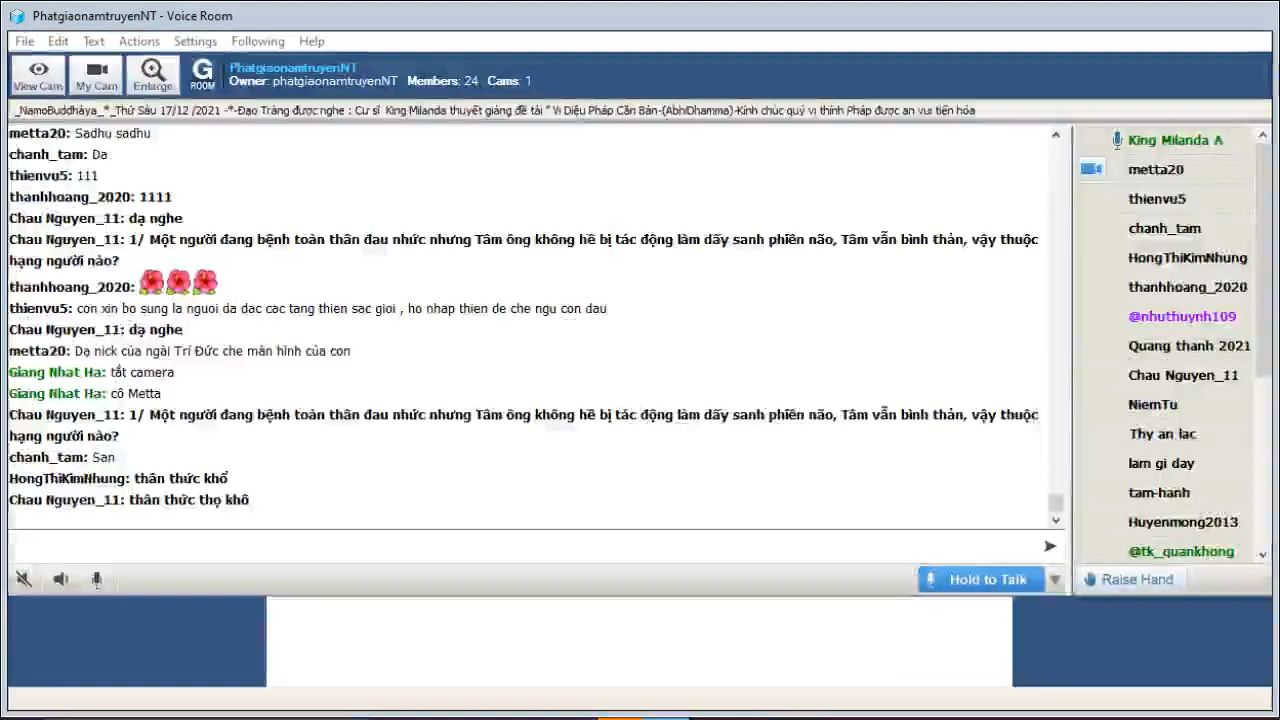 PhatgiaonamtruyenNT - Voice Room
File Edit Text Actions Settings Following Help
View Cam My Cam Enlarge G ROOM
PhatgiaonamtruyenNT
Owner: phatgiaonamtruyenNT Members: 24 Cams: 1
_NamoBuddhàya_*_Thứ Sáu 17/12 /2021 -*-Đạo Tràng được nghe : Cư sĩ King Milanda thuyết giảng đề tài " Vi Diệu Pháp Căn Bản-(AbhiDhamma)-Kính chúc quý vị thính Pháp được an vui tiến hóa
metta20: Sadhu sadhu
chanh_tam: Da
thienvu5: 111
thanhhoang_2020: 1111
Chau Nguyen_11: dạ nghe
Chau Nguyen_11: 1/ Một người đang bệnh toàn thân đau nhức nhưng Tâm ông không hề bị tác động làm dấy sanh phiền não, Tâm vẫn bình thản, vậy thuộc
hạng người nào?
thanhhoang_2020:
thienvu5: con xin bo sung la nguoi da dac cac tang thien sac gioi , ho nhap thien de che ngu con dau
Chau Nguyen_11: dạ nghe
metta20: Dạ nick của ngài Trí Đức che màn hình của con
Giang Nhat Ha: tắt camera
Giang Nhat Ha: cô Metta
Chau Nguyen_11: 1/ Một người đang bệnh toàn thân đau nhức nhưng Tâm ông không hề bị tác động làm dấy sanh phiền não, Tâm vẫn bình thản, vậy thuộc
hạng người nào?
chanh_tam: San
HongThiKimNhung: thân thức khổ
Chau Nguyen_11: thân thức thọ khổ
Hold to Talk
King Milanda A
metta20
thienvu5
chanh_tam
HongThiKimNhung
thanhhoang_2020
@nhuthuynh109
Quang thanh 2021
Chau Nguyen_11
NiemTu
Thy an lac
lam gi day
tam-hanh
Huyenmong2013
@tk_quankhong
Raise Hand